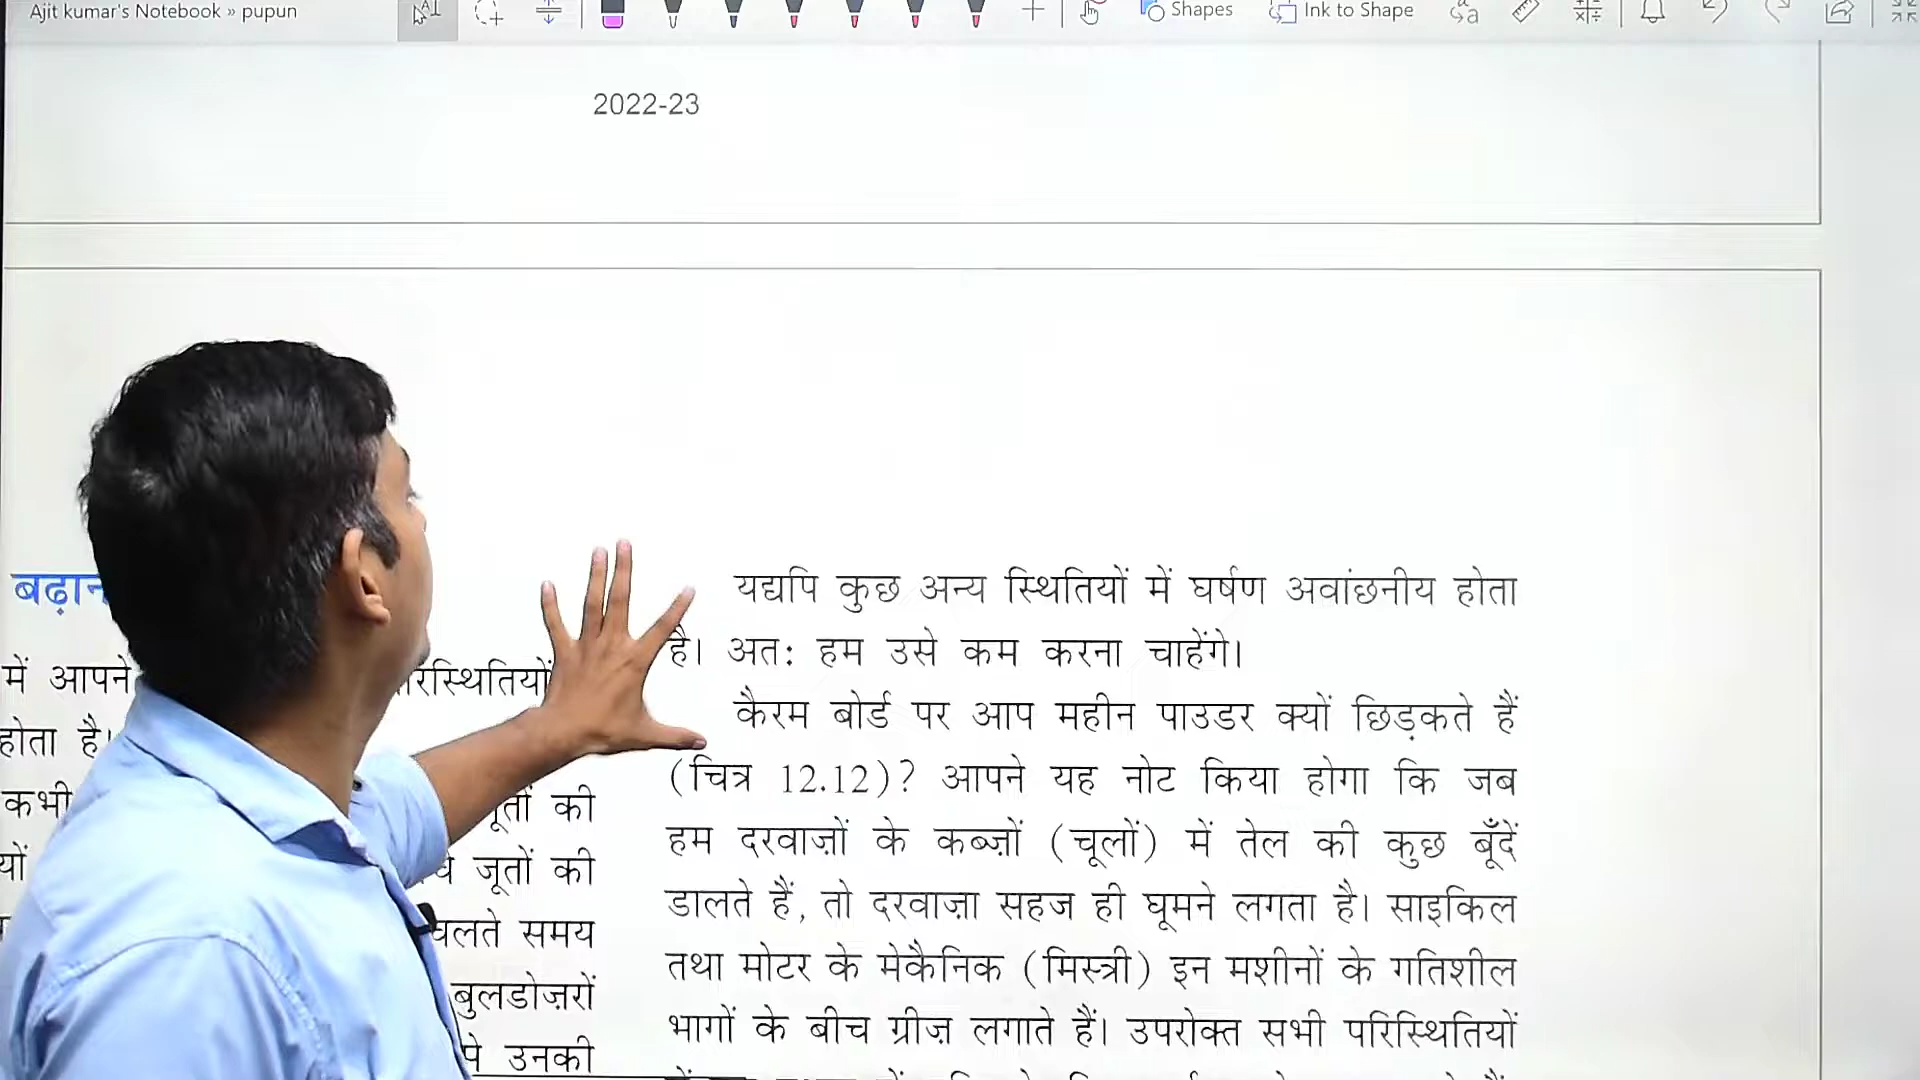 Ajit kumar's Notebook » pupun
Shapes
Ink to Shape
2022-23
में आपने
होता है।
कभी
यों
जूतों की
चलते समय
बुलडोज़रों
उनकी
यद्यपि कुछ अन्य स्थितियों में घर्षण अवांछनीय होता
है। अतः हम उसे कम करना चाहेंगे।
कैरम बोर्ड पर आप महीन पाउडर क्यों छिड़कते हैं
(चित्र 12.12)? आपने यह नोट किया होगा कि जब
हम दरवाज़ों के कब्ज़ों (चूलों) में तेल की कुछ बूँदें
डालते हैं, तो दरवाज़ा सहज ही घूमने लगता है। साइकिल
तथा मोटर के मेकैनिक (मिस्त्री) इन मशीनों के गतिशील
भागों के बीच ग्रीज़ लगाते हैं। उपरोक्त सभी परिस्थितियों